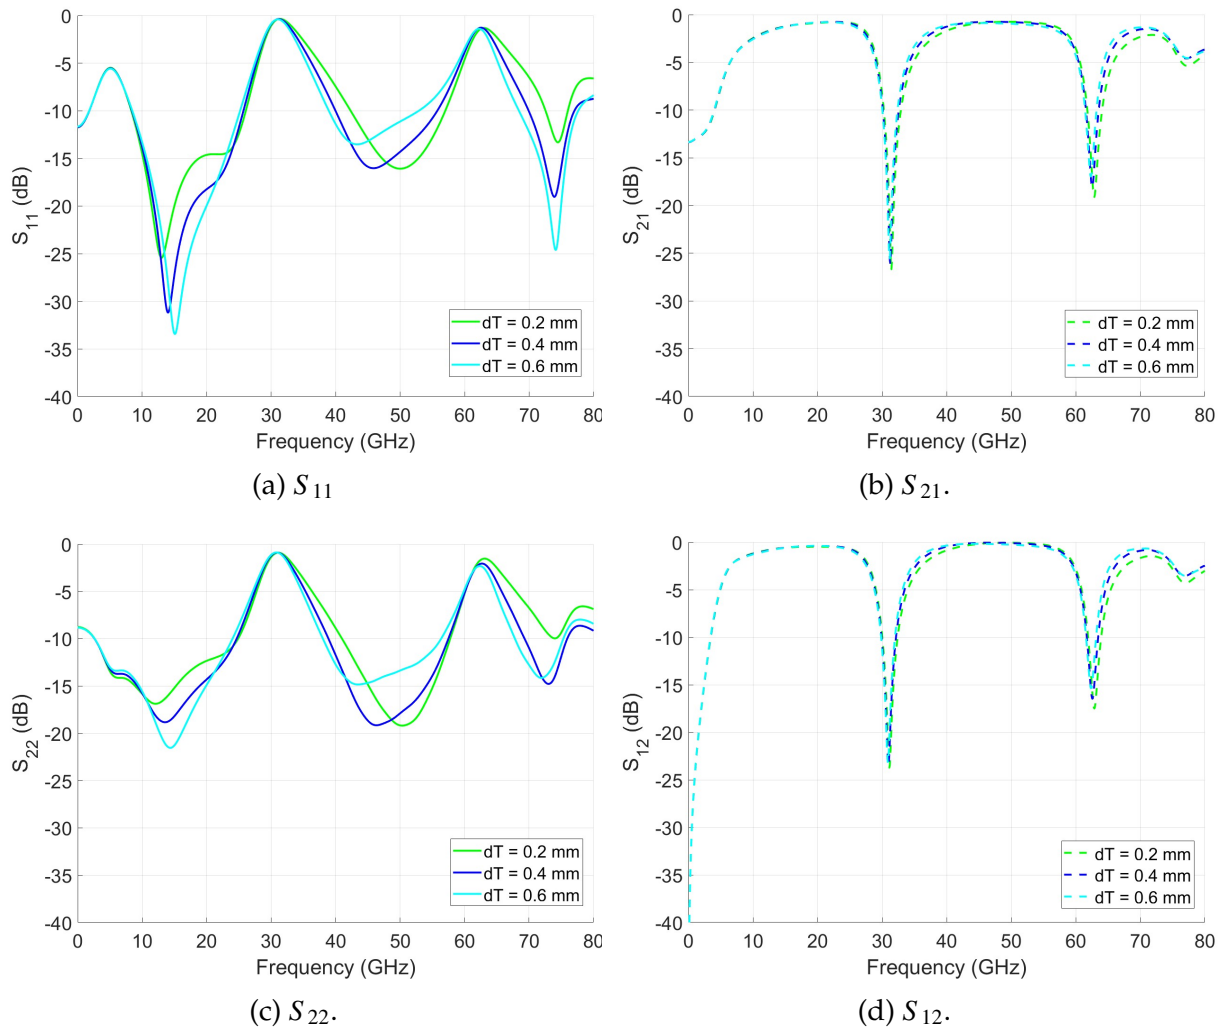 0
-5
-10
-15
-20
-25
-30
-35
-40
S11 (dB)
dT = 0.2 mm
dT = 0.4 mm
dT = 0.6 mm
0 10 20 30 40 50 60 70 80
Frequency (GHz)
(a) S11
0
-5
-10
-15
-20
-25
-30
-35
-40
S21 (dB)
dT = 0.2 mm
dT = 0.4 mm
dT = 0.6 mm
0 10 20 30 40 50 60 70 80
Frequency (GHz)
(b) S21.
0
-5
-10
-15
-20
-25
-30
-35
-40
S22 (dB)
dT = 0.2 mm
dT = 0.4 mm
dT = 0.6 mm
0 10 20 30 40 50 60 70 80
Frequency (GHz)
(c) S22.
0
-5
-10
-15
-20
-25
-30
-35
-40
S12 (dB)
dT = 0.2 mm
dT = 0.4 mm
dT = 0.6 mm
0 10 20 30 40 50 60 70 80
Frequency (GHz)
(d) S12.